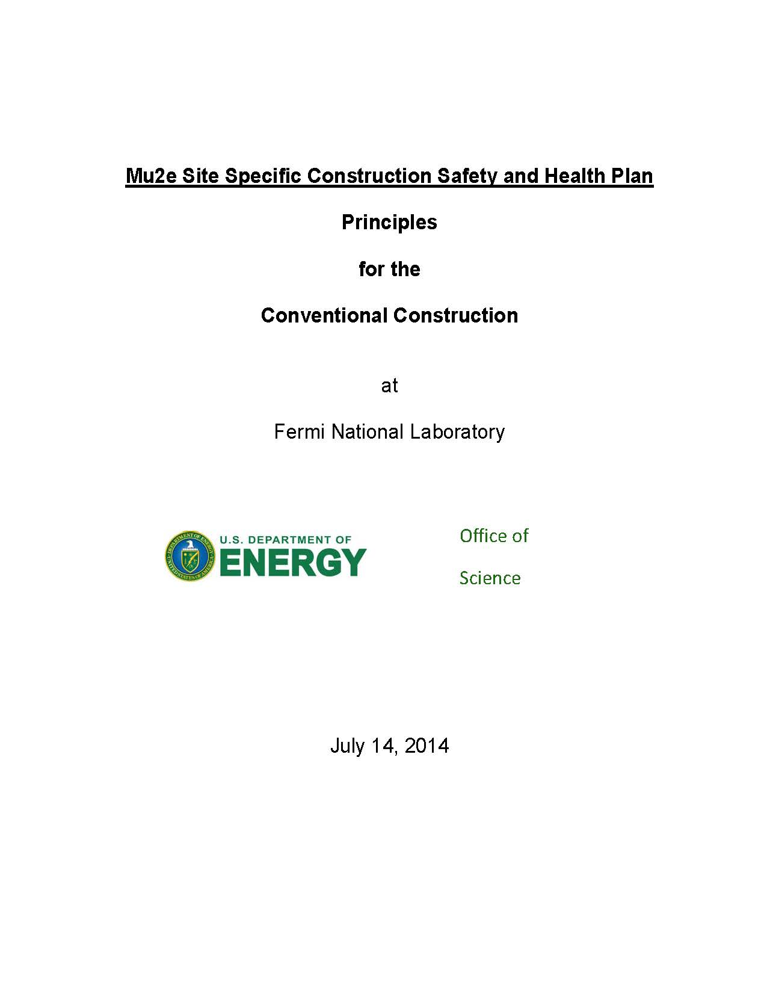 Mu2e Site Specific Construction Safety and Health Plan
Principles
for the
Conventional Construction
at
Fermi National Laboratory
DEPARTMENT OF ENERGY
UNITED STATES OF AMERICA
U.S. DEPARTMENT OF
ENERGY
Office of
Science
July 14, 2014